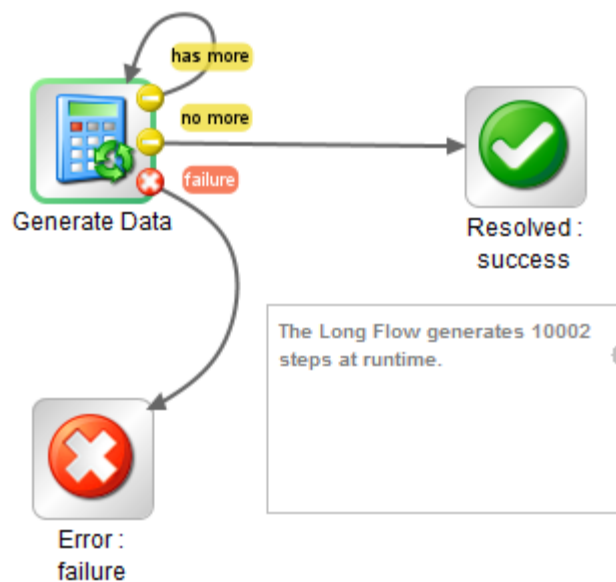 has more
no more
failure
Generate Data
Resolved :
success
The Long Flow generates 10002
steps at runtime.
Error :
failure